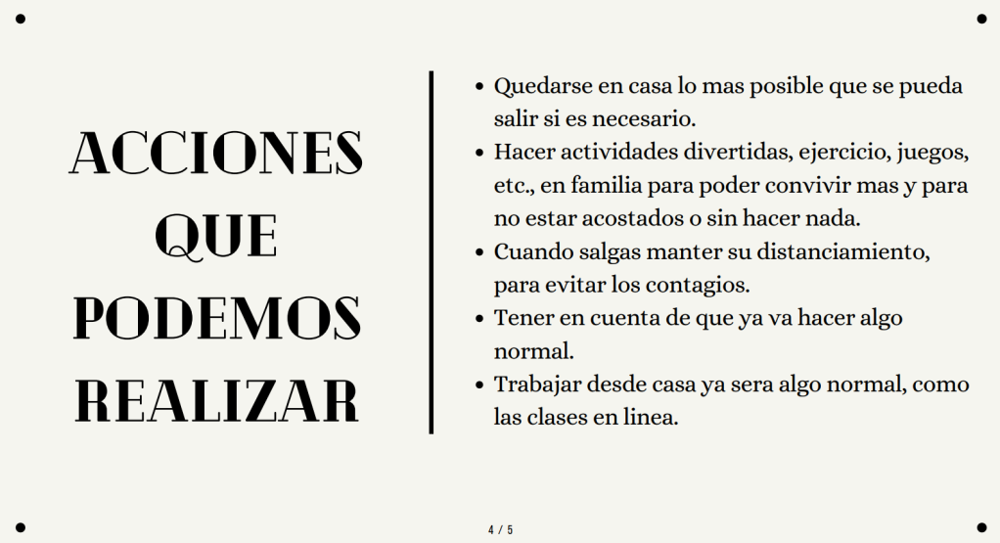 ACCIONES
QUE
PODEMOS
REALIZAR
• Quedarse en casa lo mas posible que se pueda
salir si es necesario.
• Hacer actividades divertidas, ejercicio, juegos,
etc., en familia para poder convivir mas y para
no estar acostados o sin hacer nada.
• Cuando salgas manter su distanciamiento,
para evitar los contagios.
• Tener en cuenta de que ya va hacer algo
normal.
• Trabajar desde casa ya sera algo normal, como
las clases en linea.
4 / 5